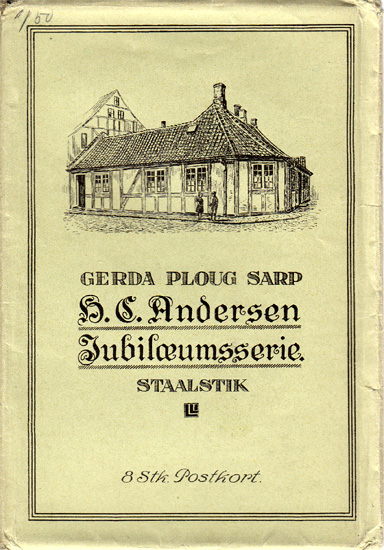 1/50
GERDA PLOUG SARP
H. C. Andersen
Jubilæumsserie.
STAALSTIK
8 Stk. Postkort.